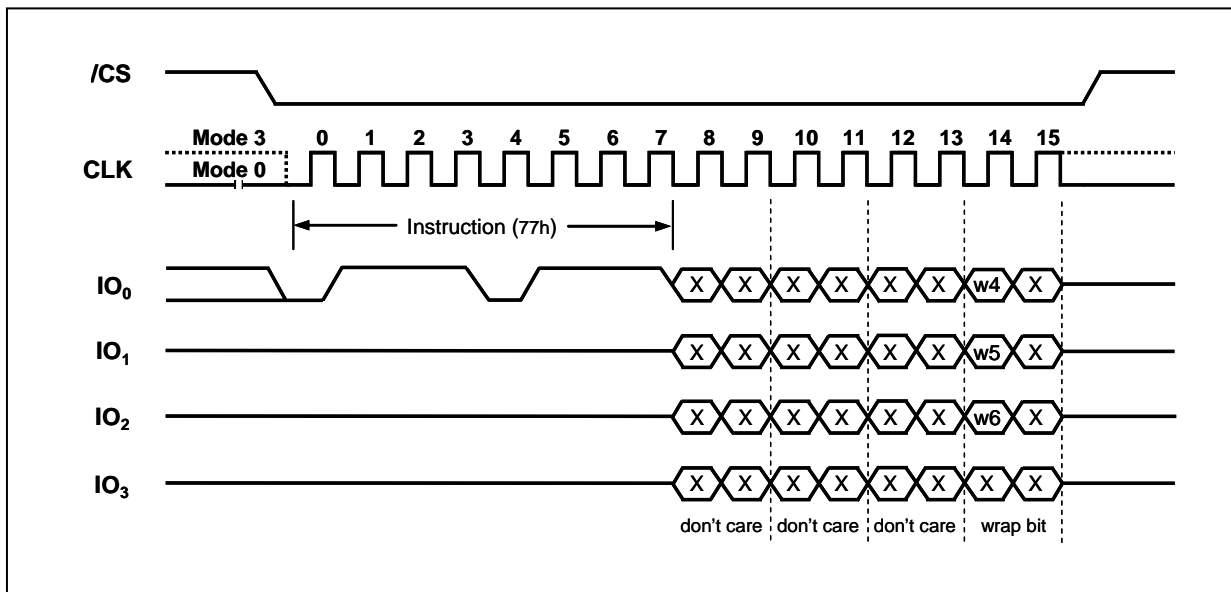 /CS
Mode 3 0 1 2 3 4 5 6 7 8 9 10 11 12 13 14 15
CLK Mode 0
Instruction (77h)
IO0 X X X X X X w4 X
IO1 X X X X X X w5 X
IO2 X X X X X X w6 X
IO3 X X X X X X X X
don't care don't care don't care wrap bit